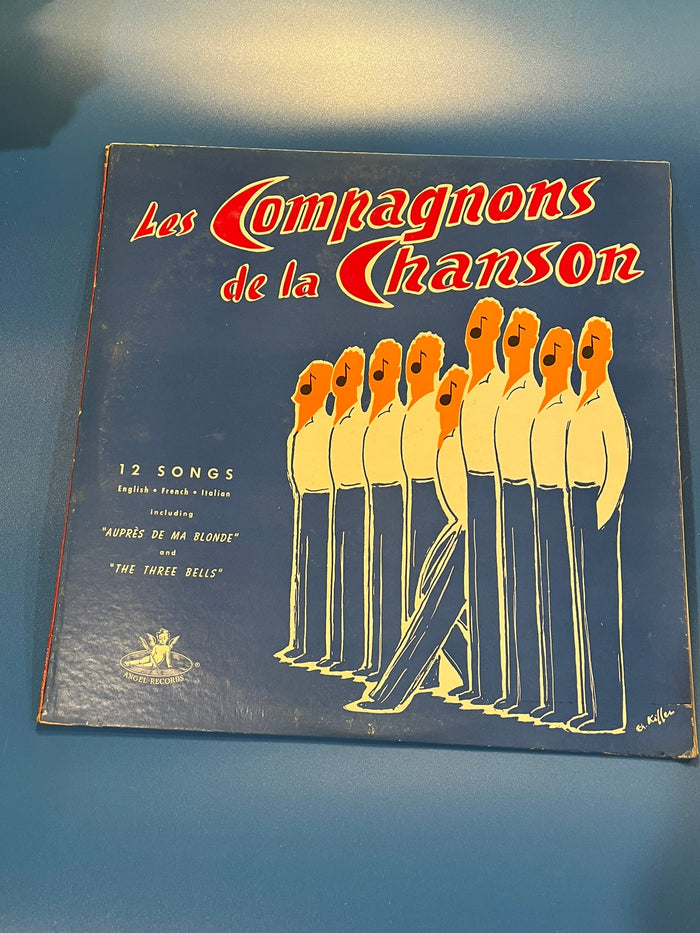 Les Compagnons
de la Chanson
12 SONGS
English • French • Italian
including
"AUPRÈS DE MA BLONDE"
and
"THE THREE BELLS"
ANGEL RECORDS ®